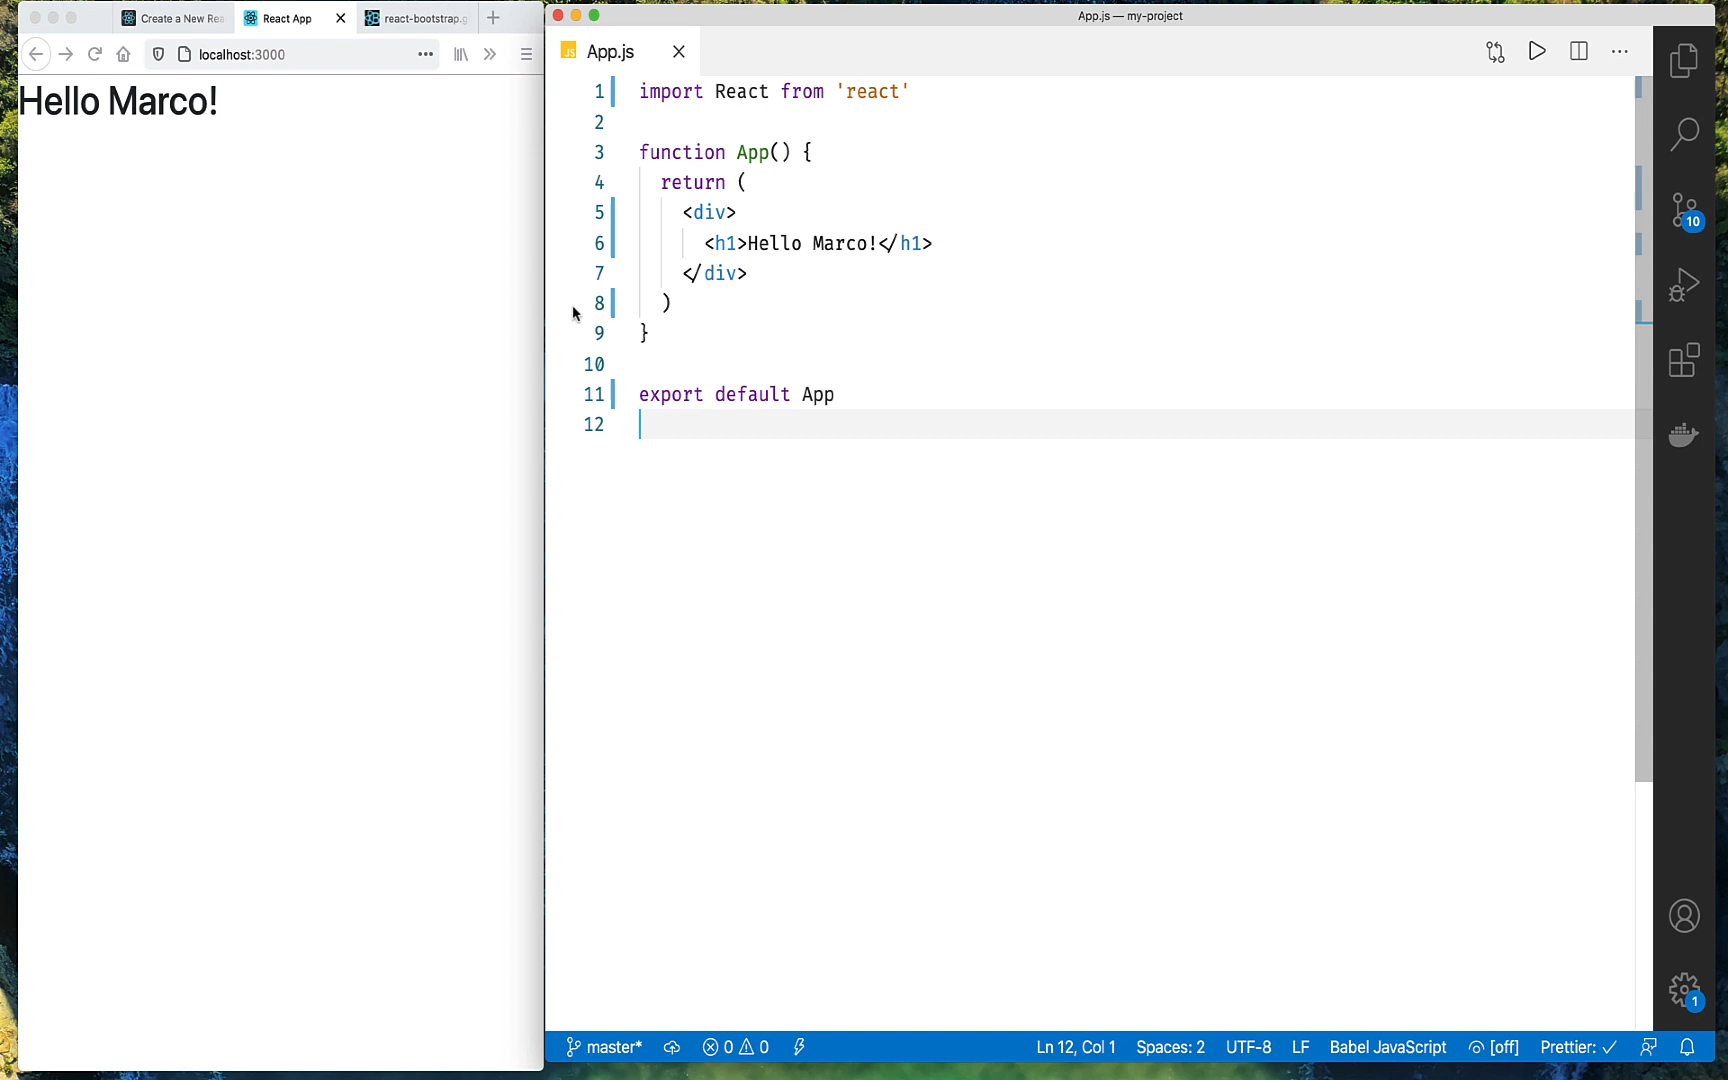 Create a New Rea
React App
react-bootstrap.g
localhost:3000
Hello Marco!
App.js — my-project
JS App.js
1 import React from 'react'
2
3 function App() {
4 return (
5 <div>
6 <h1>Hello Marco!</h1>
7 </div>
8 )
9 }
10
11 export default App
12
10
1
master*
0 0
Ln 12, Col 1
Spaces: 2
UTF-8
LF
Babel JavaScript
[off]
Prettier: